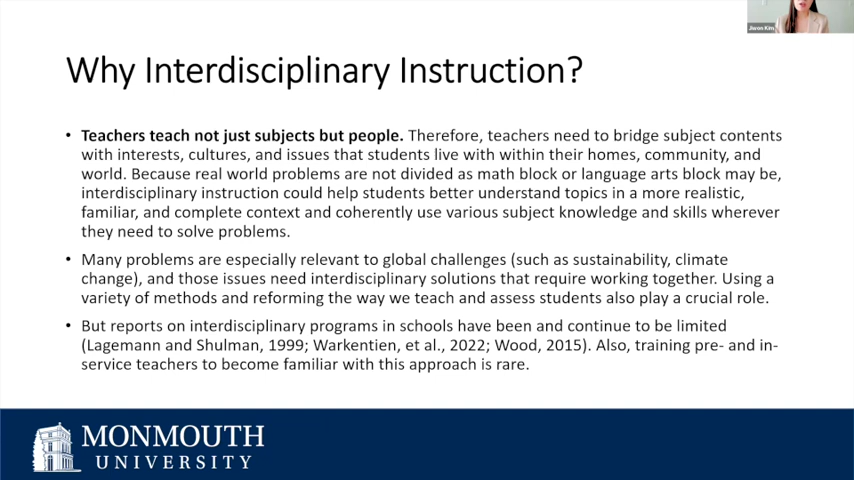 Jiwon Kim
Why Interdisciplinary Instruction?
• Teachers teach not just subjects but people. Therefore, teachers need to bridge subject contents
with interests, cultures, and issues that students live with within their homes, community, and
world. Because real world problems are not divided as math block or language arts block may be,
interdisciplinary instruction could help students better understand topics in a more realistic,
familiar, and complete context and coherently use various subject knowledge and skills wherever
they need to solve problems.
• Many problems are especially relevant to global challenges (such as sustainability, climate
change), and those issues need interdisciplinary solutions that require working together. Using a
variety of methods and reforming the way we teach and assess students also play a crucial role.
• But reports on interdisciplinary programs in schools have been and continue to be limited
(Lagemann and Shulman, 1999; Warkentien, et al., 2022; Wood, 2015). Also, training pre- and in-
service teachers to become familiar with this approach is rare.
MONMOUTH
UNIVERSITY